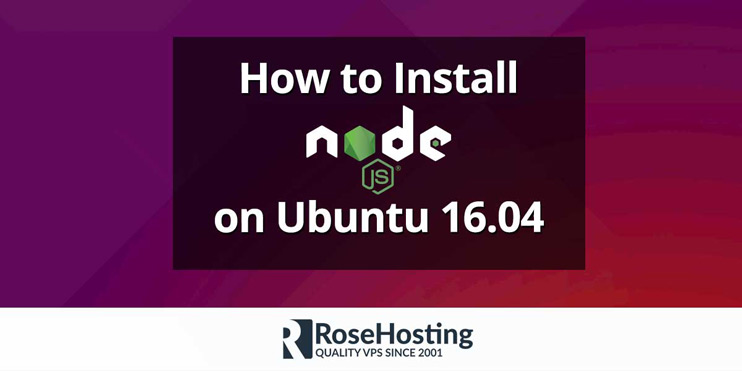 How to Install
node
JS®
on Ubuntu 16.04
R RoseHosting
QUALITY VPS SINCE 2001